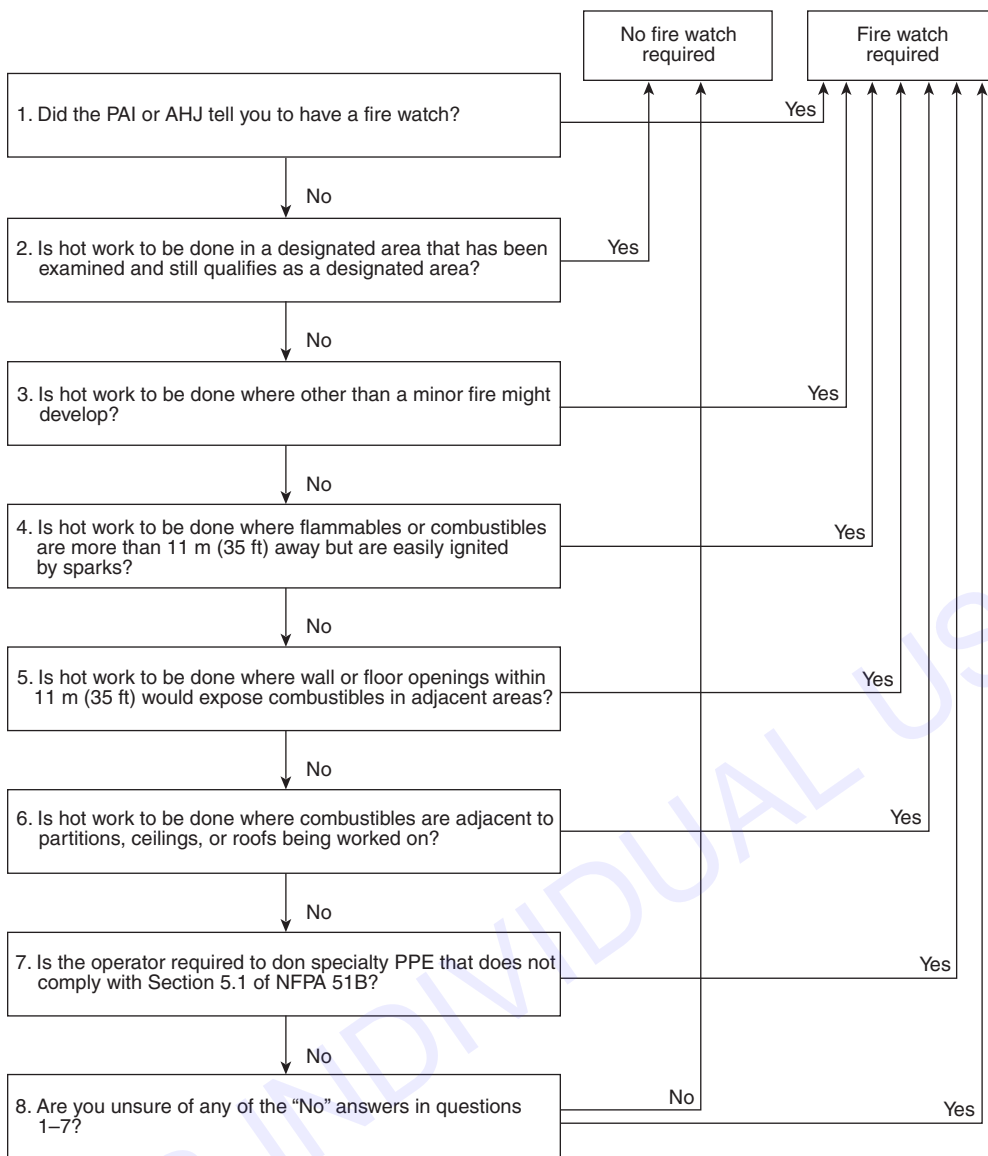 No fire watch
required
Fire watch
required
1. Did the PAI or AHJ tell you to have a fire watch?
Yes
No
2. Is hot work to be done in a designated area that has been
examined and still qualifies as a designated area?
Yes
No
3. Is hot work to be done where other than a minor fire might
develop?
Yes
No
4. Is hot work to be done where flammables or combustibles
are more than 11 m (35 ft) away but are easily ignited
by sparks?
Yes
No
5. Is hot work to be done where wall or floor openings within
11 m (35 ft) would expose combustibles in adjacent areas?
Yes
No
6. Is hot work to be done where combustibles are adjacent to
partitions, ceilings, or roofs being worked on?
Yes
No
7. Is the operator required to don specialty PPE that does not
comply with Section 5.1 of NFPA 51B?
Yes
No
8. Are you unsure of any of the “No” answers in questions
1–7?
No
Yes
INDIVIDUAL US